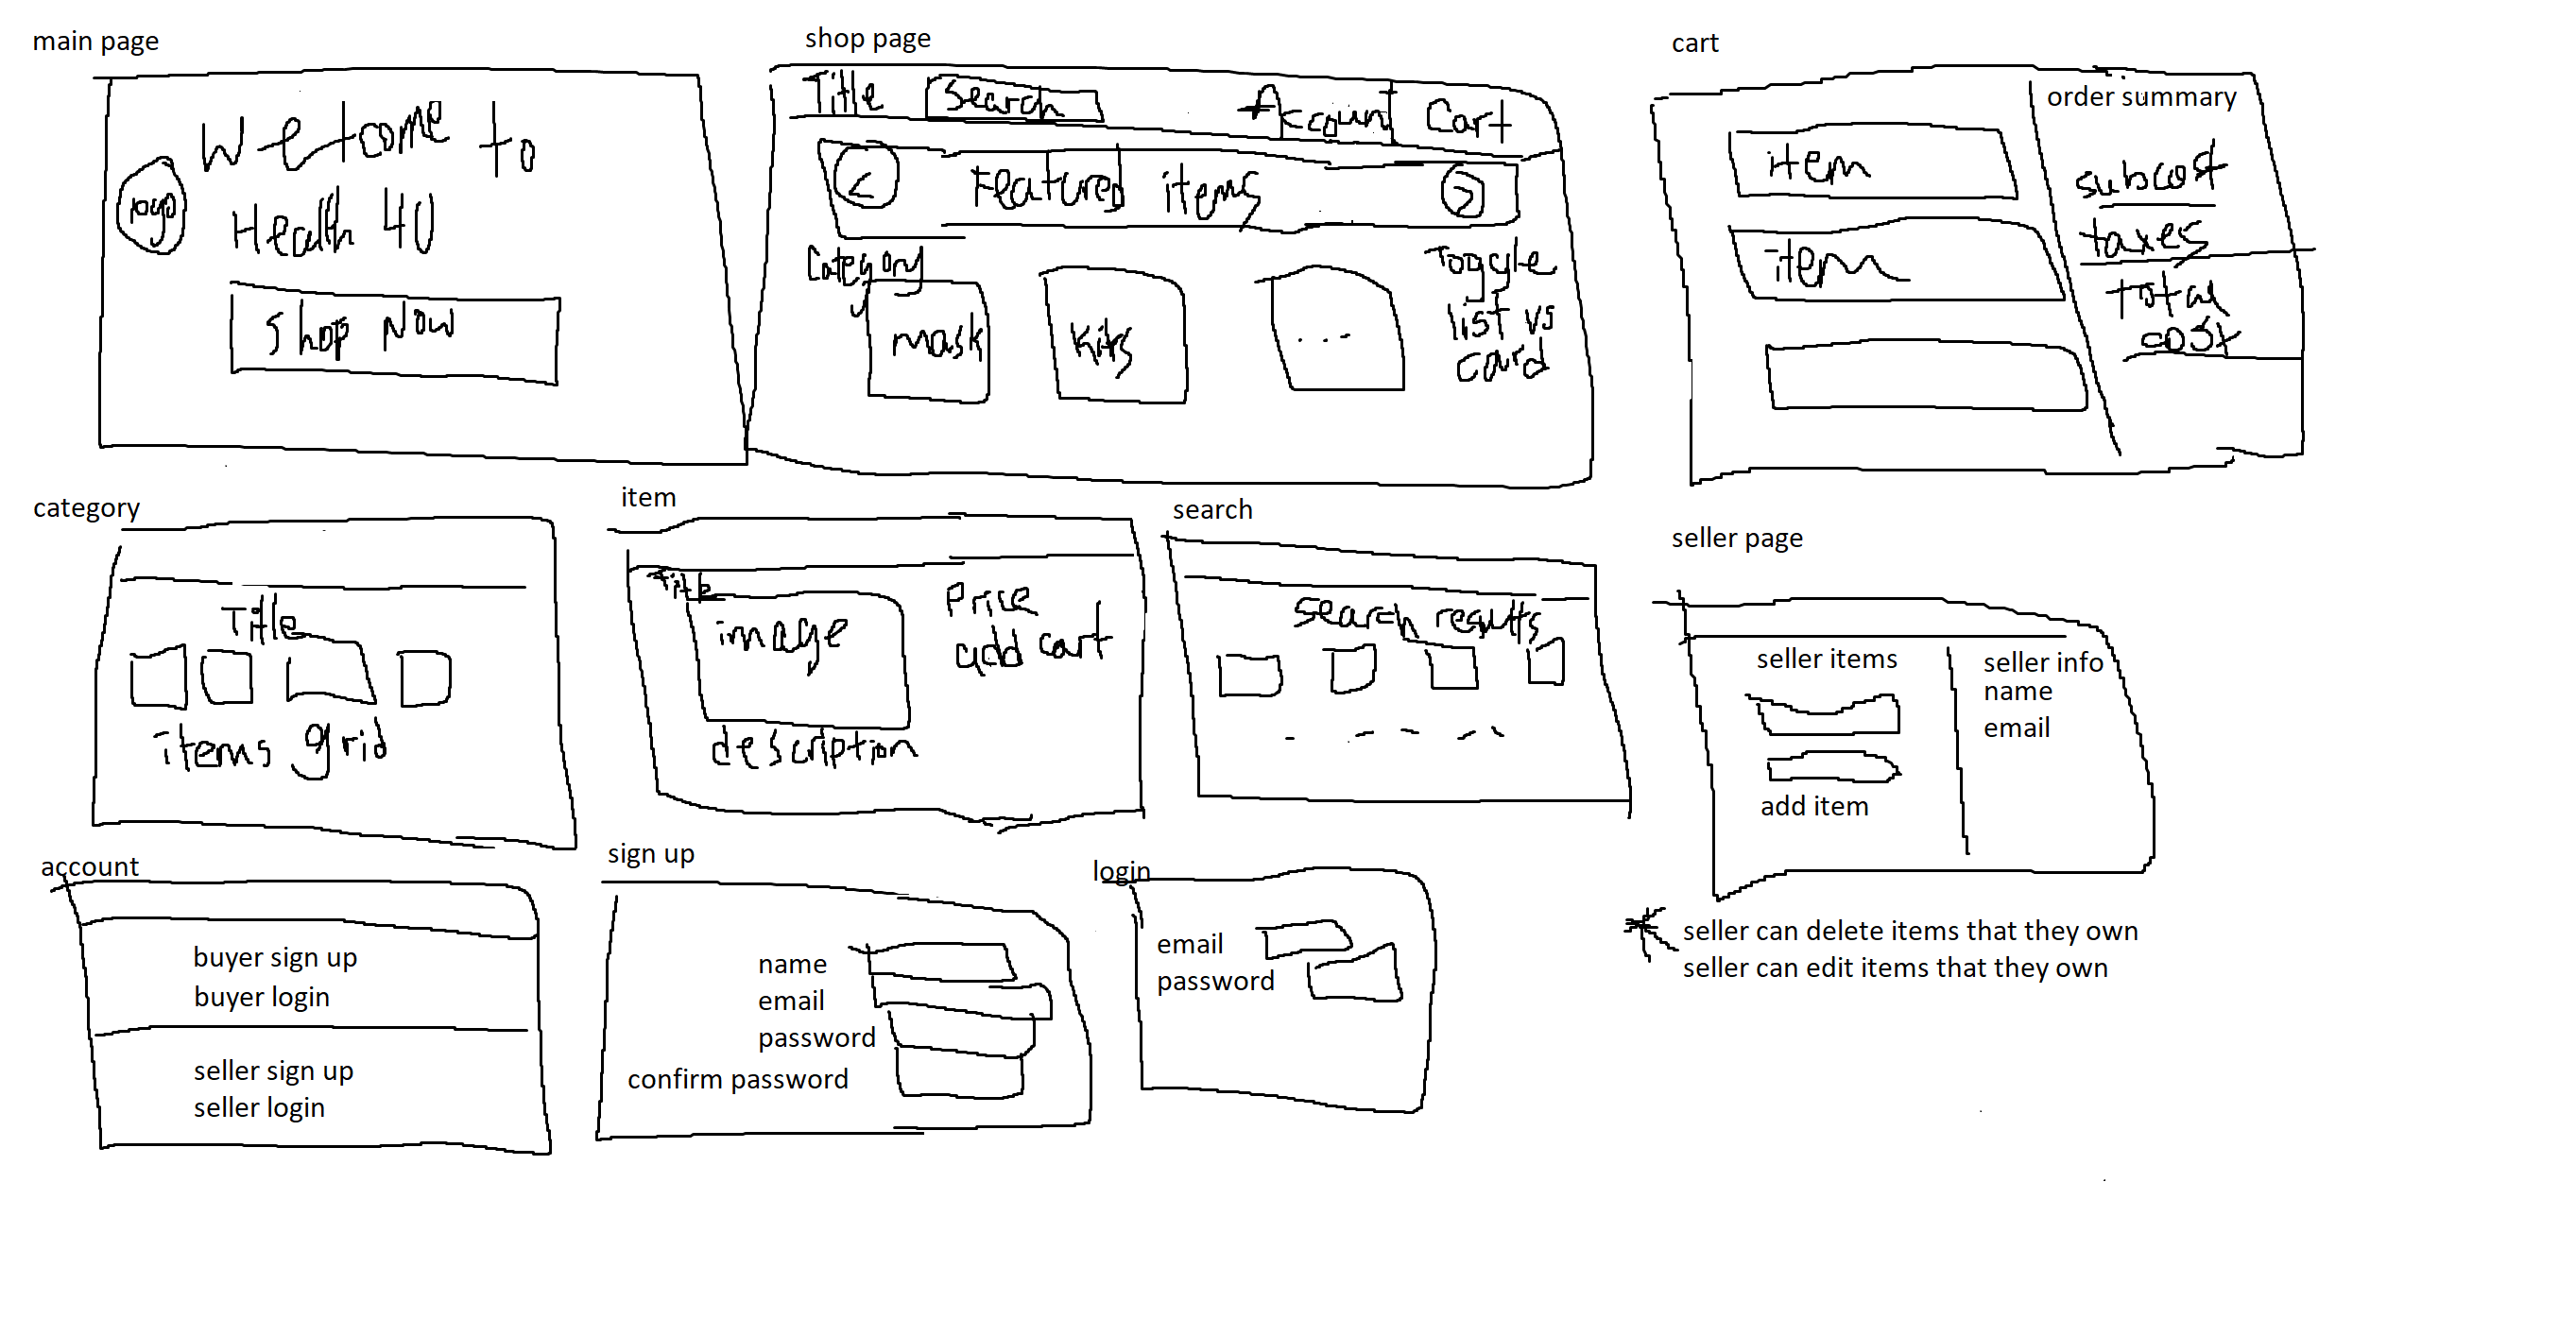 main page
logo
Welcome to
Health 4U
Shop Now
shop page
Title
Search
Account
Cart
<
Featured items
>
Category
mask
Kits
...
Toggle
list vs
card
cart
item
item
order summary
subcost
taxes
total
cost
category
Title
items grid
item
Title
image
description
Price
add cart
search
search results
seller page
seller items
add item
seller info
name
email
account
buyer sign up
buyer login
seller sign up
seller login
sign up
name
email
password
confirm password
login
email
password
* seller can delete items that they own
seller can edit items that they own